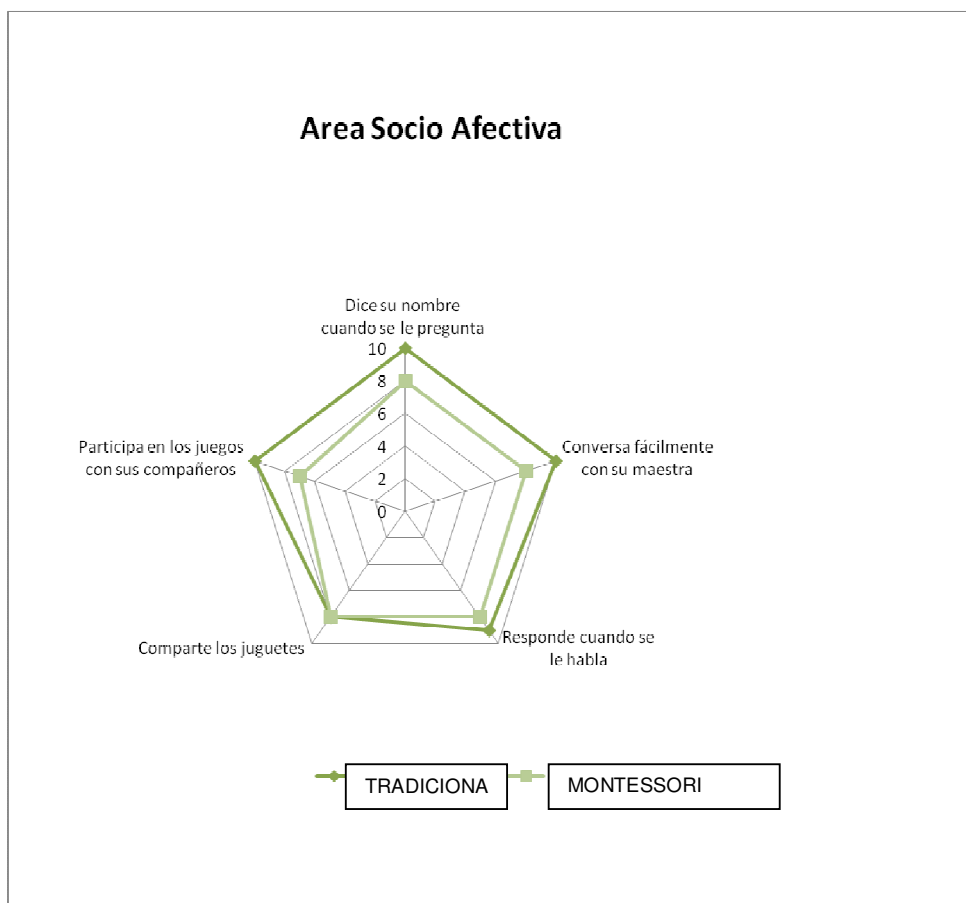 Area Socio Afectiva
Dice su nombre
cuando se le pregunta
10
8
6
4
2
0
Participa en los juegos
con sus compañeros
Conversa fácilmente
con su maestra
Comparte los juguetes
Responde cuando se
le habla
TRADICIONA
MONTESSORI